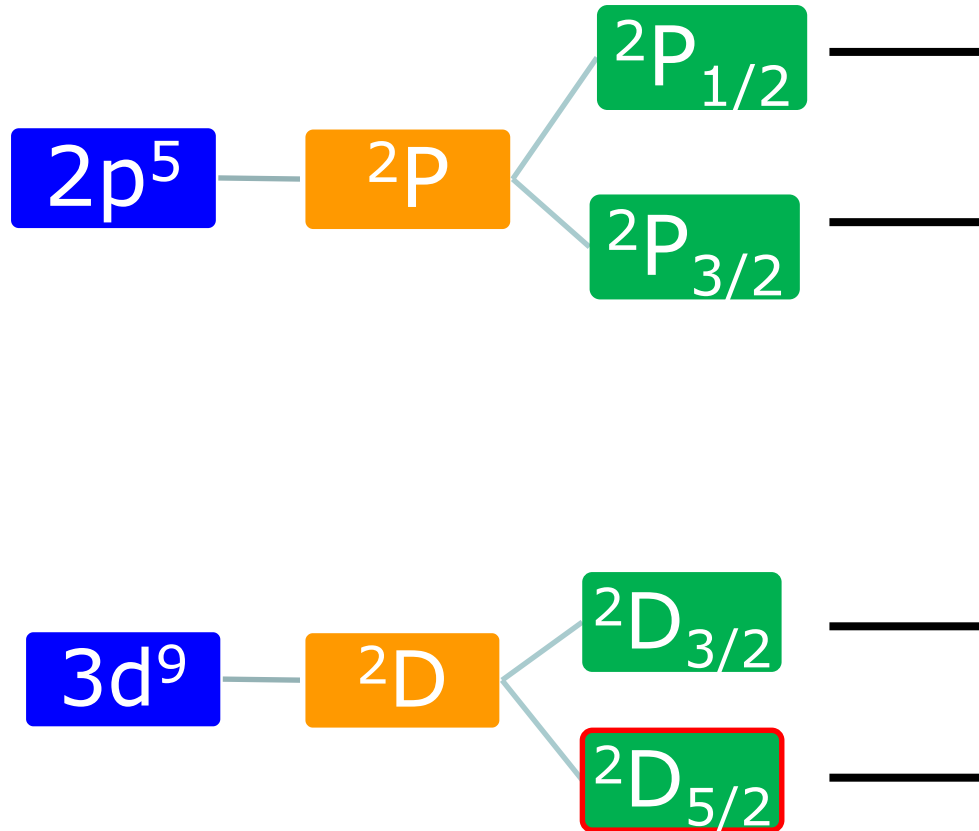 ²P₁/₂
2p⁵ ²P
²P₃/₂
²D₃/₂
3d⁹ ²D
²D₅/₂